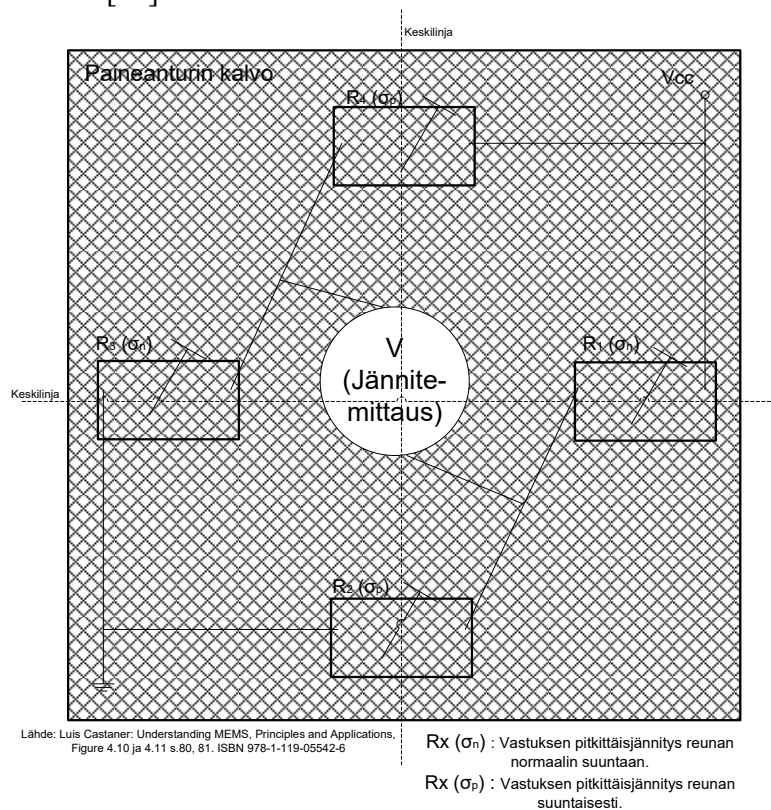 Keskilinja
Paineanturin kalvo
Vcc
R4 (σp)
R3 (σn)
R1 (σn)
Keskilinja
V
(Jännite-
mittaus)
R2 (σp)
Lähde: Luis Castaner: Understanding MEMS, Principles and Applications,
Figure 4.10 ja 4.11 s.80, 81. ISBN 978-1-119-05542-6
Rx (σn) : Vastuksen pitkittäisjännitys reunan
normaalin suuntaan.
Rx (σp) : Vastuksen pitkittäisjännitys reunan
suuntaisesti.